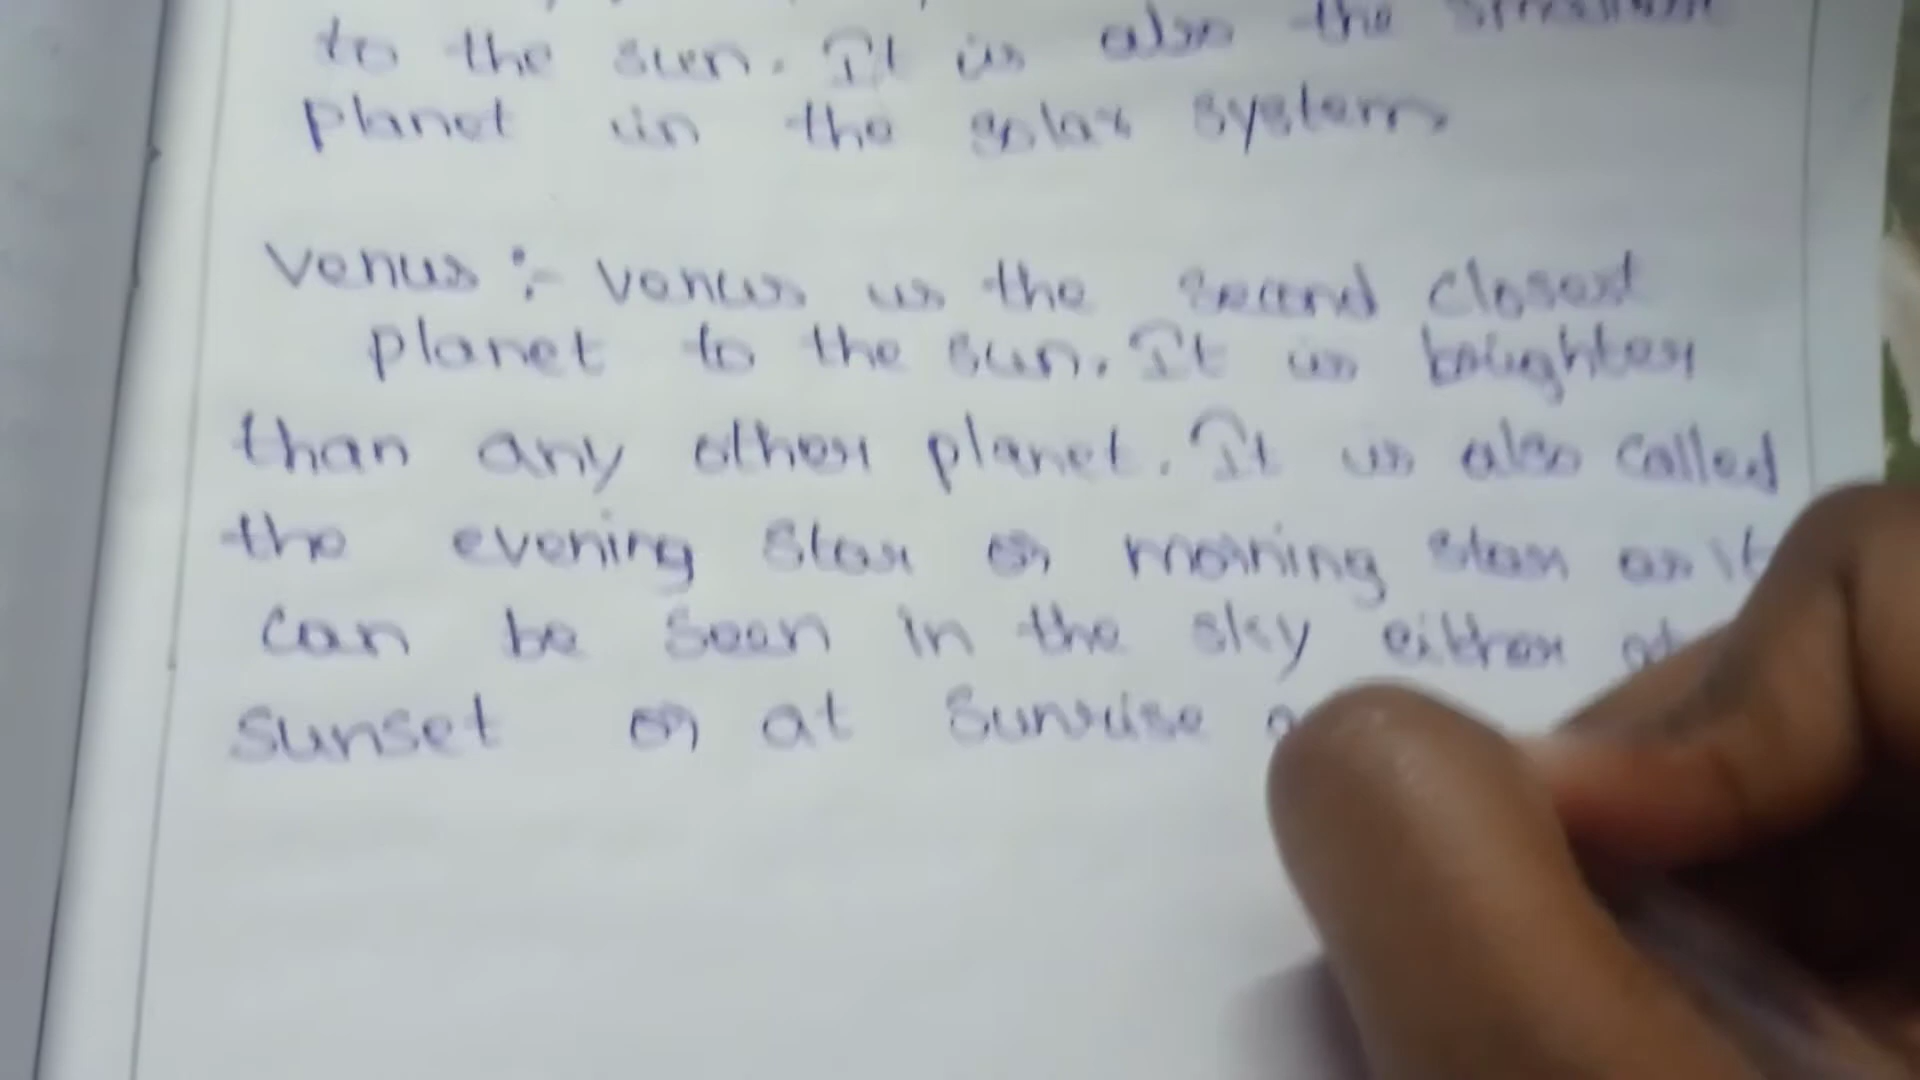 to the sun. It is also the smallest
planet in the solar system
Venus :- Venus is the second closest
planet to the sun. It is brighter
than any other planet. It is also called
the evening star or morning star as it
can be seen in the sky either at
sunset or at sunrise